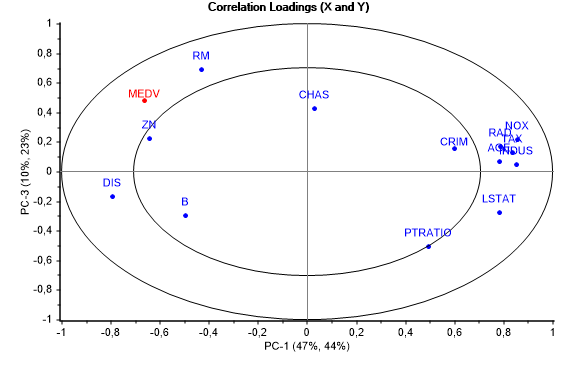 Correlation Loadings (X and Y)
1
0,8
0,6
0,4
0,2
0
-0,2
-0,4
-0,6
-0,8
-1
PC-3 (10%, 23%)
RM
MEDV
CHAS
ZN
NOX
RAD
TAX
CRIM
AGE
INDUS
DIS
LSTAT
B
PTRATIO
-1 -0,8 -0,6 -0,4 -0,2 0 0,2 0,4 0,6 0,8 1
PC-1 (47%, 44%)